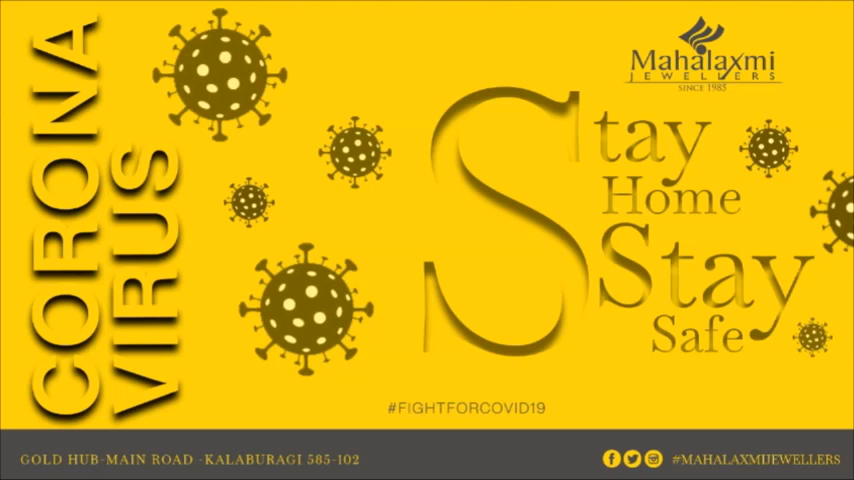 CORONA
VIRUS
Mahalaxmi
JEWELLERS
SINCE 1985
Stay
Home
Stay
Safe
#FIGHTFORCOVID19
GOLD HUB-MAIN ROAD -KALABURAGI 585-102
#MAHALAXMIJEWELLERS